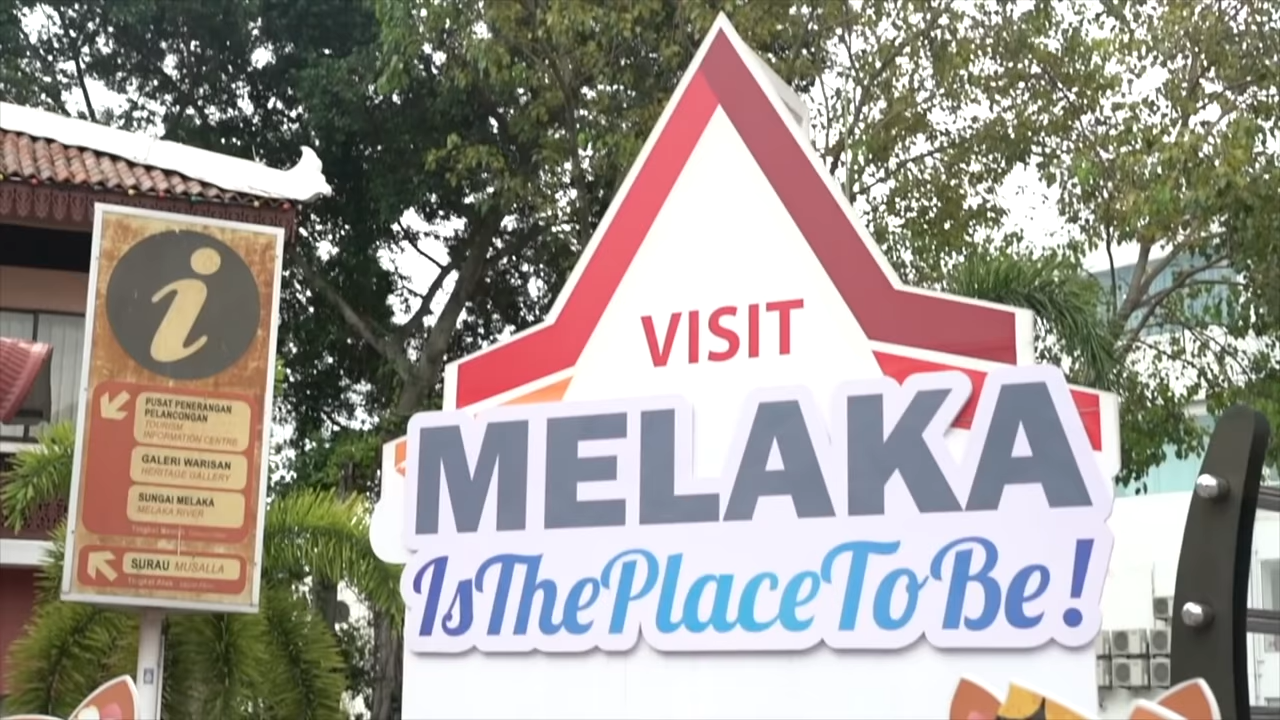 PUSAT PENERANGAN
PELANCONGAN
TOURISM
INFORMATION CENTRE
GALERI WARISAN
HERITAGE GALLERY
SUNGAI MELAKA
MELAKA RIVER
SURAU MUSALLA
VISIT
MELAKA
IsThePlaceToBe!